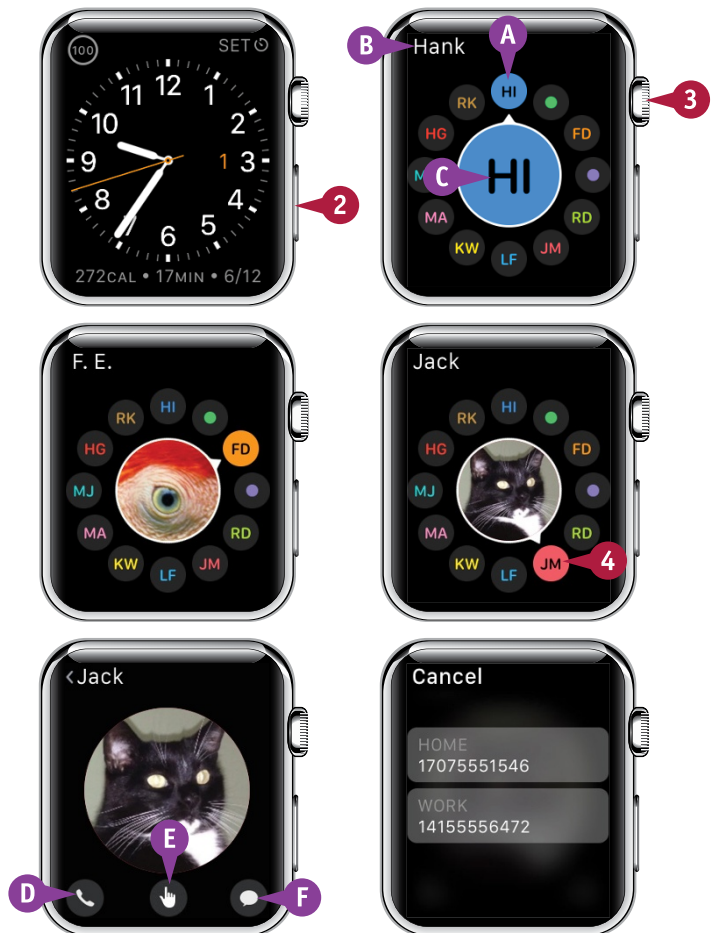 100 SET
12
11 1
10 2
9 1 3
8 4
7 5
6
272CAL • 17MIN • 6/12
2
B Hank A
HI
RK
HG FD
HI
M C
MA RD
KW JM
LF
3
F. E.
HI
RK
HG FD
MJ
MA RD
KW JM
LF
Jack
HI
RK
HG FD
MJ
MA RD
KW JM 4
LF
<Jack
E
D F
Cancel
HOME
17075551546
WORK
14155556472